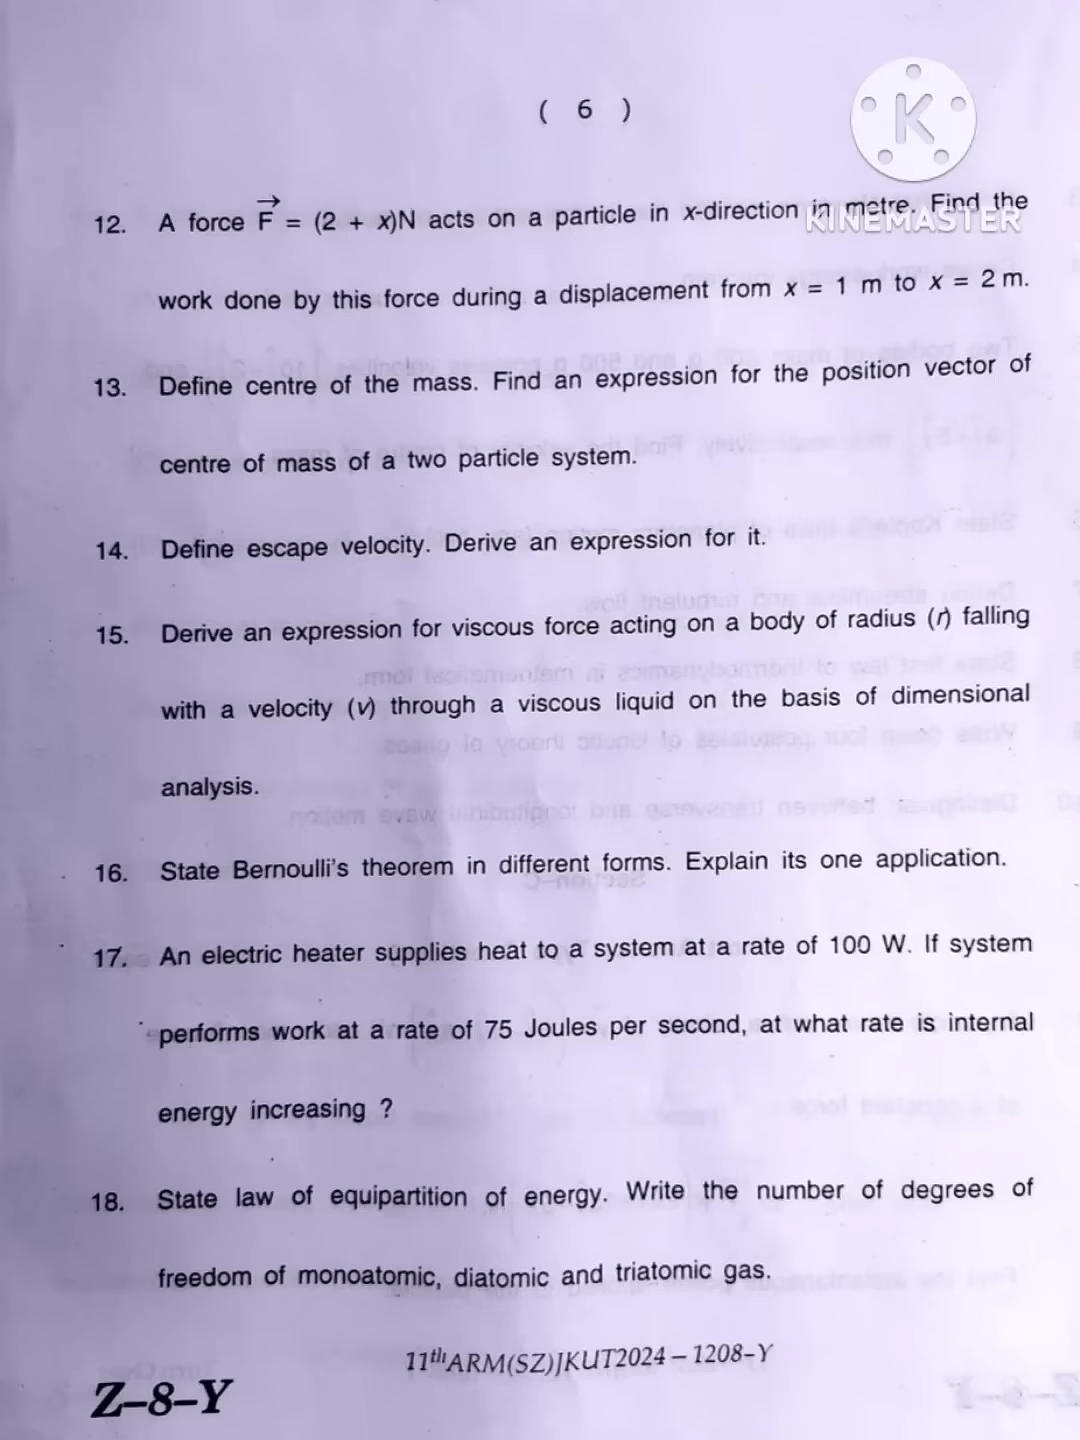 ( 6 )
K
KINEMASTER
12. A force F⃗ = (2 + x)N acts on a particle in x-direction in metre. Find the
work done by this force during a displacement from x = 1 m to x = 2 m.
13. Define centre of the mass. Find an expression for the position vector of
centre of mass of a two particle system.
14. Define escape velocity. Derive an expression for it.
15. Derive an expression for viscous force acting on a body of radius (r) falling
with a velocity (v) through a viscous liquid on the basis of dimensional
analysis.
16. State Bernoulli's theorem in different forms. Explain its one application.
17. An electric heater supplies heat to a system at a rate of 100 W. If system
performs work at a rate of 75 Joules per second, at what rate is internal
energy increasing ?
18. State law of equipartition of energy. Write the number of degrees of
freedom of monoatomic, diatomic and triatomic gas.
11thARM(SZ)JKUT2024 – 1208–Y
Z–8–Y